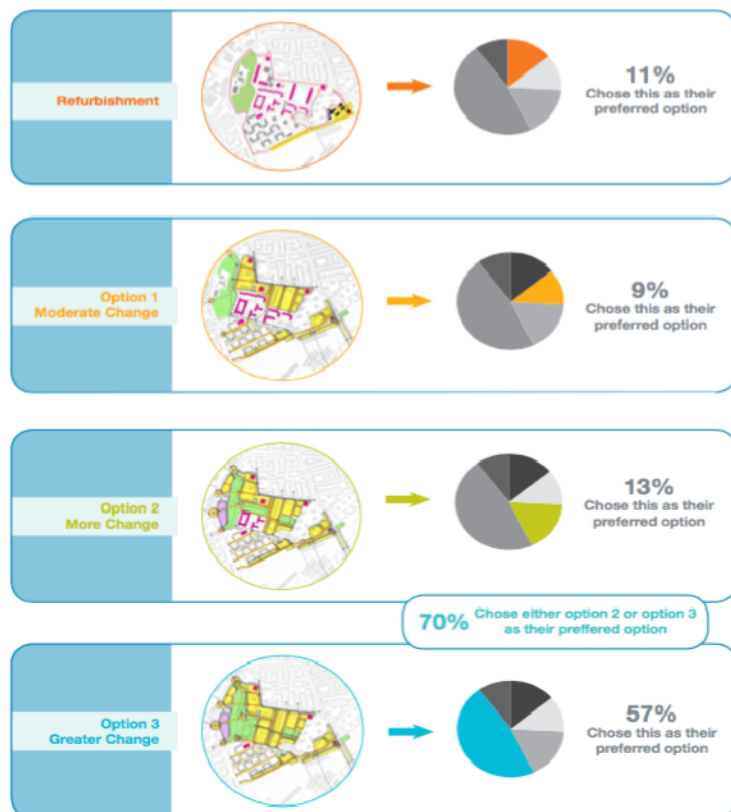 Refurbishment
11%
Chose this as their
preferred option
Option 1
Moderate Change
9%
Chose this as their
preferred option
Option 2
More Change
13%
Chose this as their
preferred option
70% Chose either option 2 or option 3
as their preffered option
Option 3
Greater Change
57%
Chose this as their
preferred option